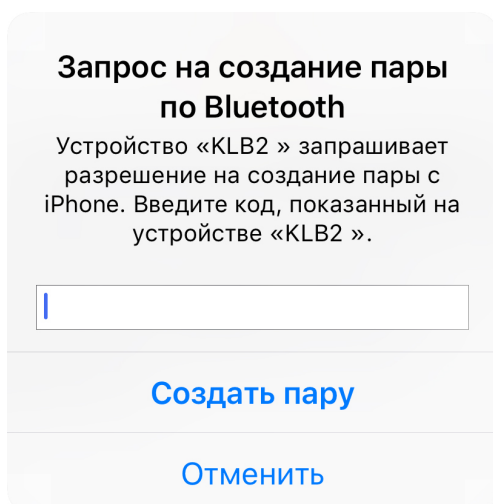 Запрос на создание пары
по Bluetooth
Устройство «KLB2 » запрашивает
разрешение на создание пары с
iPhone. Введите код, показанный на
устройстве «KLB2 ».
Создать пару
Отменить